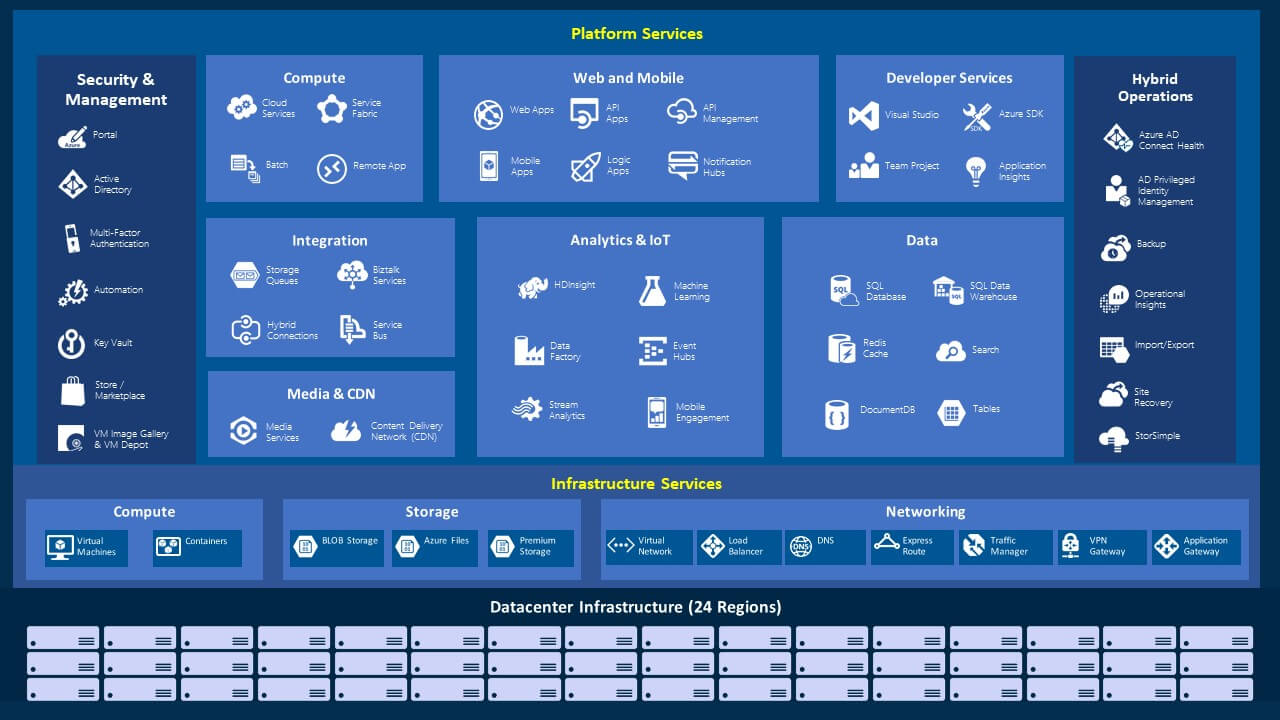 Platform Services
Security &
Management
Portal
Azure
Active
Directory
Multi-Factor
Authentication
Automation
Key Vault
Store /
Marketplace
VM Image Gallery
& VM Depot
Compute
Cloud
Services
Service
Fabric
Batch
Remote App
Web and Mobile
Web Apps
API
Apps
API
Management
Mobile
Apps
Logic
Apps
Notification
Hubs
Developer Services
Visual Studio
Azure SDK
SDK
Team Project
Application
Insights
Hybrid
Operations
Azure AD
Connect Health
AD Privileged
Identity
Management
Backup
Operational
Insights
Import/Export
Site
Recovery
StorSimple
Integration
Storage
Queues
Biztalk
Services
Hybrid
Connections
Service
Bus
Media & CDN
Media
Services
Content Delivery
Network (CDN)
Analytics & IoT
HDInsight
Machine
Learning
Data
Factory
Event
Hubs
Stream
Analytics
Mobile
Engagement
Data
SQL
SQL
Database
SQL
SQL Data
Warehouse
Redis
Cache
Search
{ }
DocumentDB
Tables
Infrastructure Services
Compute
Virtual
Machines
Containers
Storage
BLOB Storage
Azure Files
Premium
Storage
Networking
Virtual
Network
Load
Balancer
DNS
DNS
Express
Route
Traffic
Manager
VPN
Gateway
Application
Gateway
Datacenter Infrastructure (24 Regions)